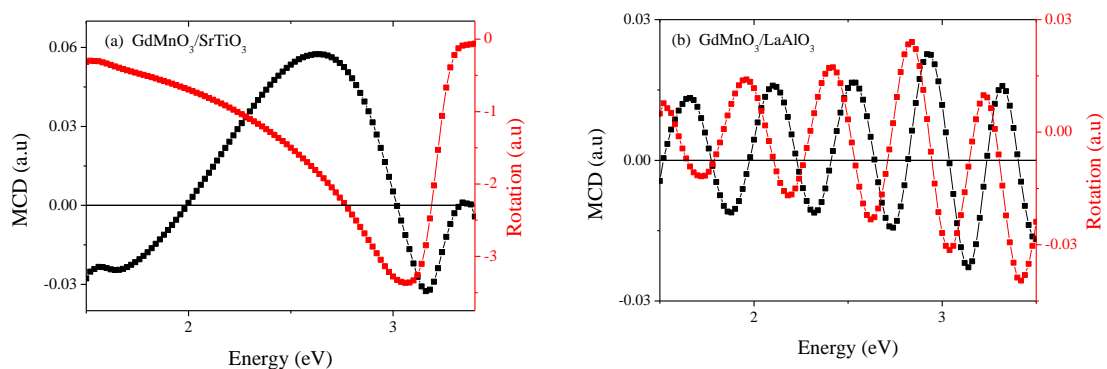 (a) GdMnO3/SrTiO3
MCD (a.u)
0.06
0.03
0.00
-0.03
0
-1
-2
-3
Rotation (a.u)
2
3
Energy (eV)
(b) GdMnO3/LaAlO3
MCD (a.u)
0.03
0.00
-0.03
0.03
0.00
-0.03
Rotation (a.u)
2
3
Energy (eV)